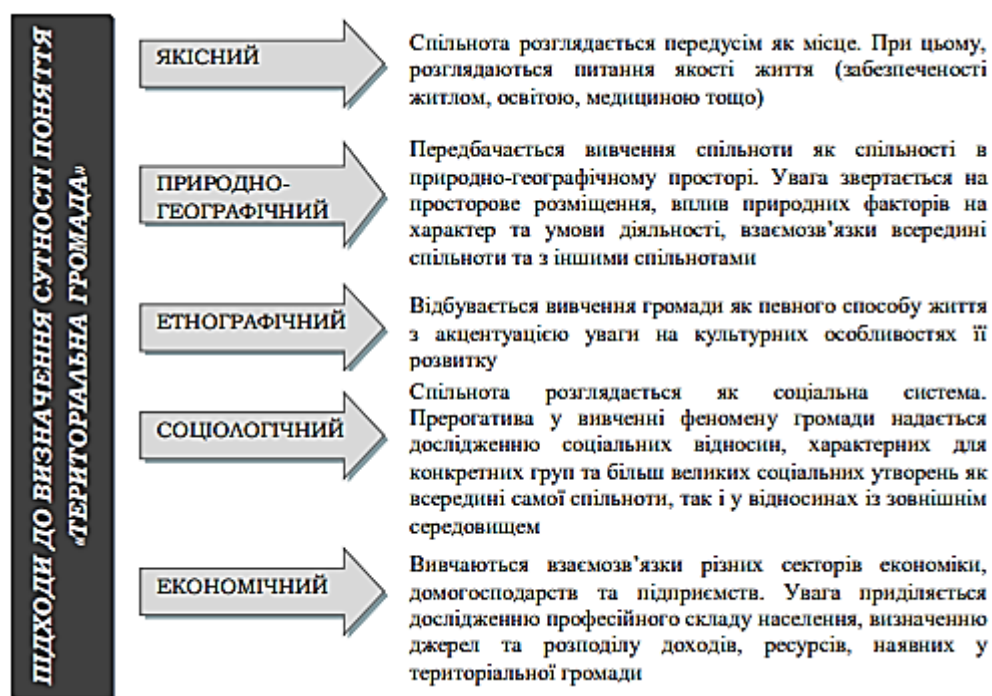 ПІДХОДИ ДО ВИЗНАЧЕННЯ СУТНОСТІ ПОНЯТТЯ
«ТЕРИТОРІАЛЬНА ГРОМАДА»
ЯКІСНИЙ
Спільнота розглядається передусім як місце. При цьому,
розглядаються питання якості життя (забезпеченості
житлом, освітою, медициною тощо)
ПРИРОДНО-
ГЕОГРАФІЧНИЙ
Передбачається вивчення спільноти як спільності в
природно-географічному просторі. Увага звертається на
просторове розміщення, вплив природних факторів на
характер та умови діяльності, взаємозв’язки всередині
спільноти та з іншими спільнотами
ЕТНОГРАФІЧНИЙ
Відбувається вивчення громади як певного способу життя
з акцентуацією уваги на культурних особливостях її
розвитку
СОЦІОЛОГІЧНИЙ
Спільнота розглядається як соціальна система.
Прерогатива у вивченні феномену громади надається
дослідженню соціальних відносин, характерних для
конкретних груп та більш великих соціальних утворень як
всередині самої спільноти, так і у відносинах із зовнішнім
середовищем
ЕКОНОМІЧНИЙ
Вивчаються взаємозв’язки різних секторів економіки,
домогосподарств та підприємств. Увага приділяється
дослідженню професійного складу населення, визначенню
джерел та розподілу доходів, ресурсів, наявних у
територіальної громади